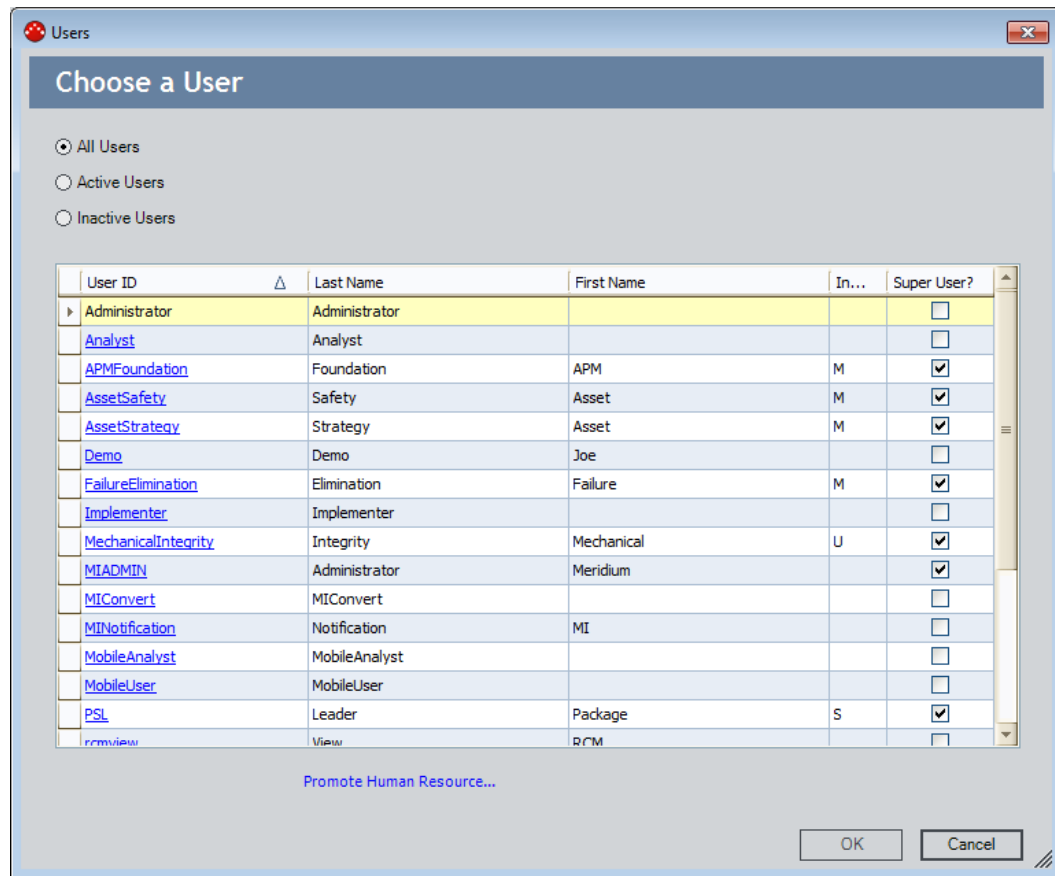 Users
Choose a User
All Users
Active Users
Inactive Users
User ID Last Name First Name In... Super User?
Administrator Administrator
Analyst Analyst
APMFoundation Foundation APM M
AssetSafety Safety Asset M
AssetStrategy Strategy Asset M
Demo Demo Joe
FailureElimination Elimination Failure M
Implementer Implementer
MechanicalIntegrity Integrity Mechanical U
MIADMIN Administrator Meridium
MIConvert MIConvert
MINotification Notification MI
MobileAnalyst MobileAnalyst
MobileUser MobileUser
PSL Leader Package S
rcmview View RCM
Promote Human Resource...
OK Cancel